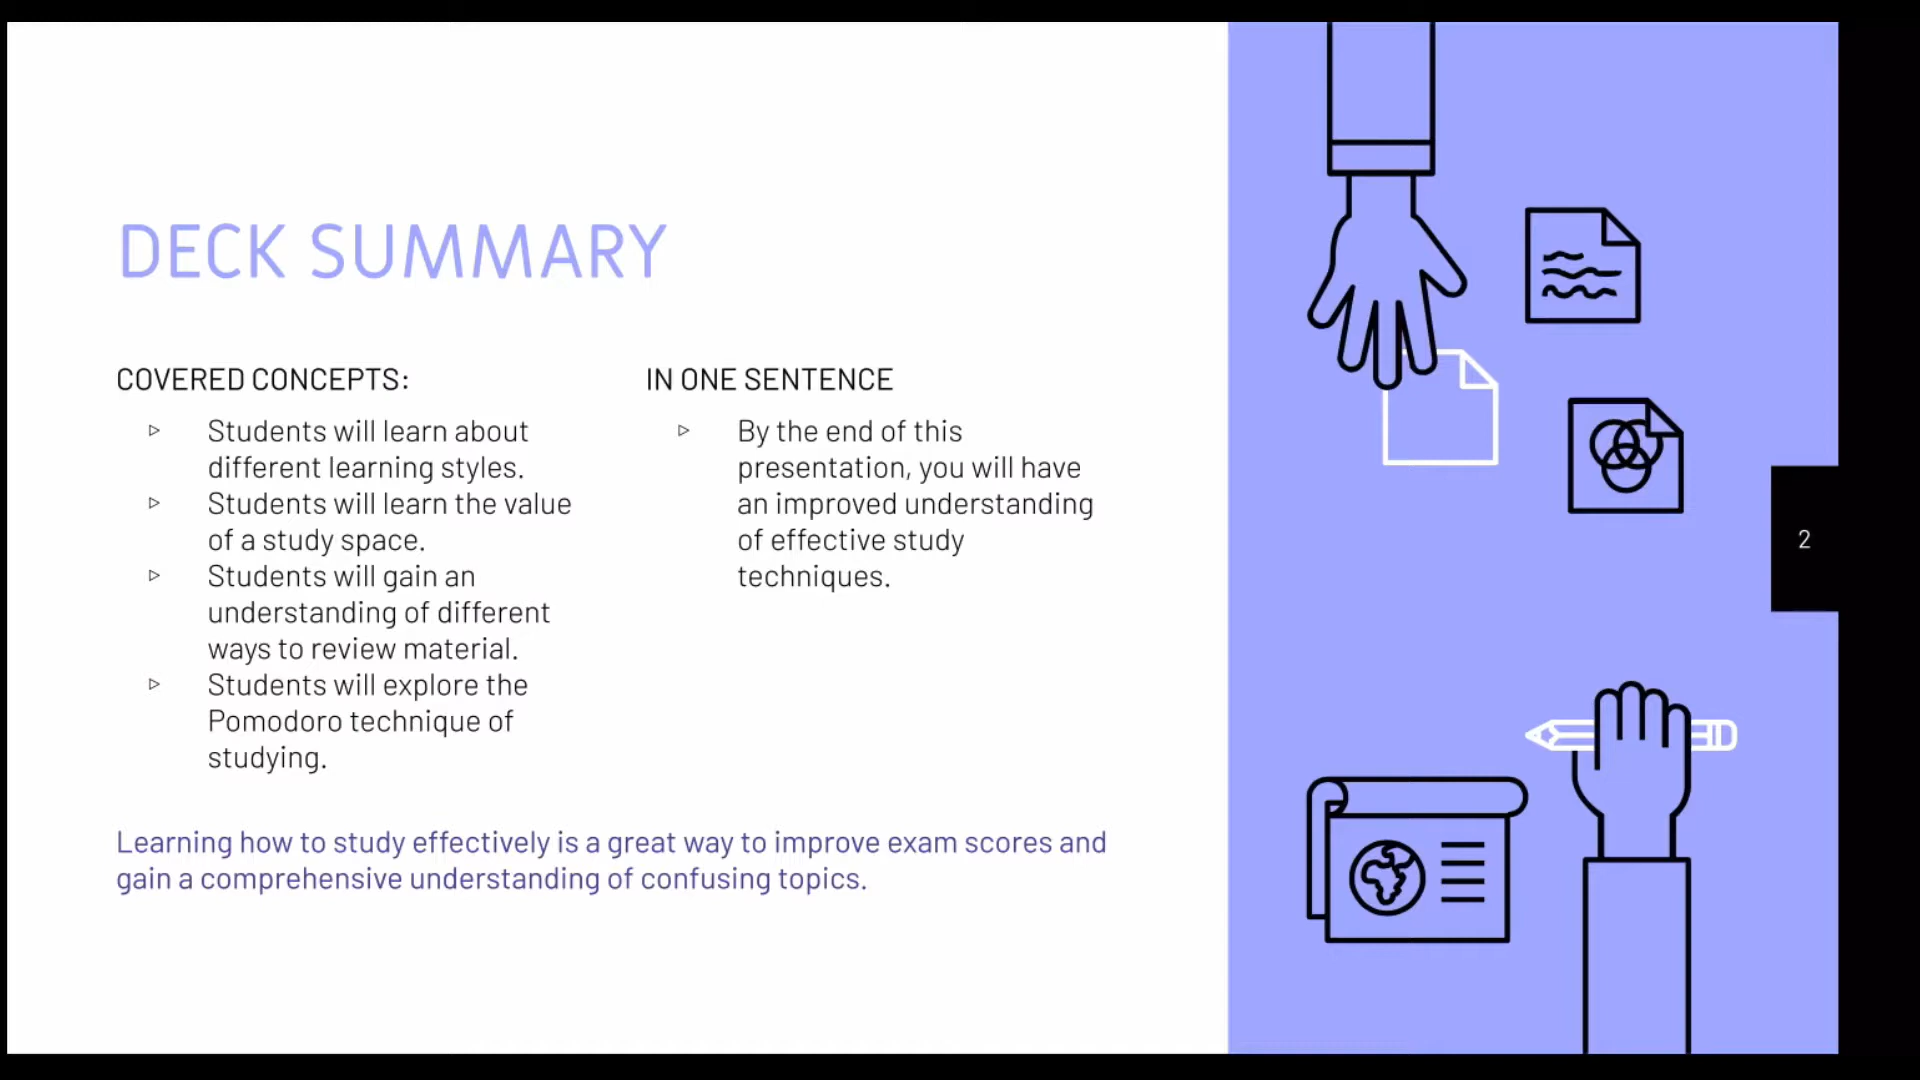 DECK SUMMARY
COVERED CONCEPTS:
▹ Students will learn about
different learning styles.
▹ Students will learn the value
of a study space.
▹ Students will gain an
understanding of different
ways to review material.
▹ Students will explore the
Pomodoro technique of
studying.
IN ONE SENTENCE
▹ By the end of this
presentation, you will have
an improved understanding
of effective study
techniques.
Learning how to study effectively is a great way to improve exam scores and
gain a comprehensive understanding of confusing topics.
2